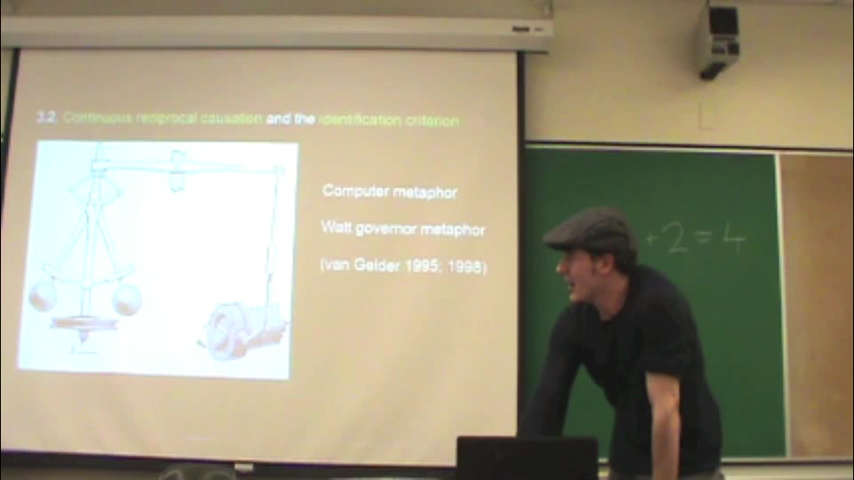 3.2. Continuous reciprocal causation and the identification criterion
Computer metaphor
Watt governor metaphor
(van Gelder 1995; 1998)
+2=4